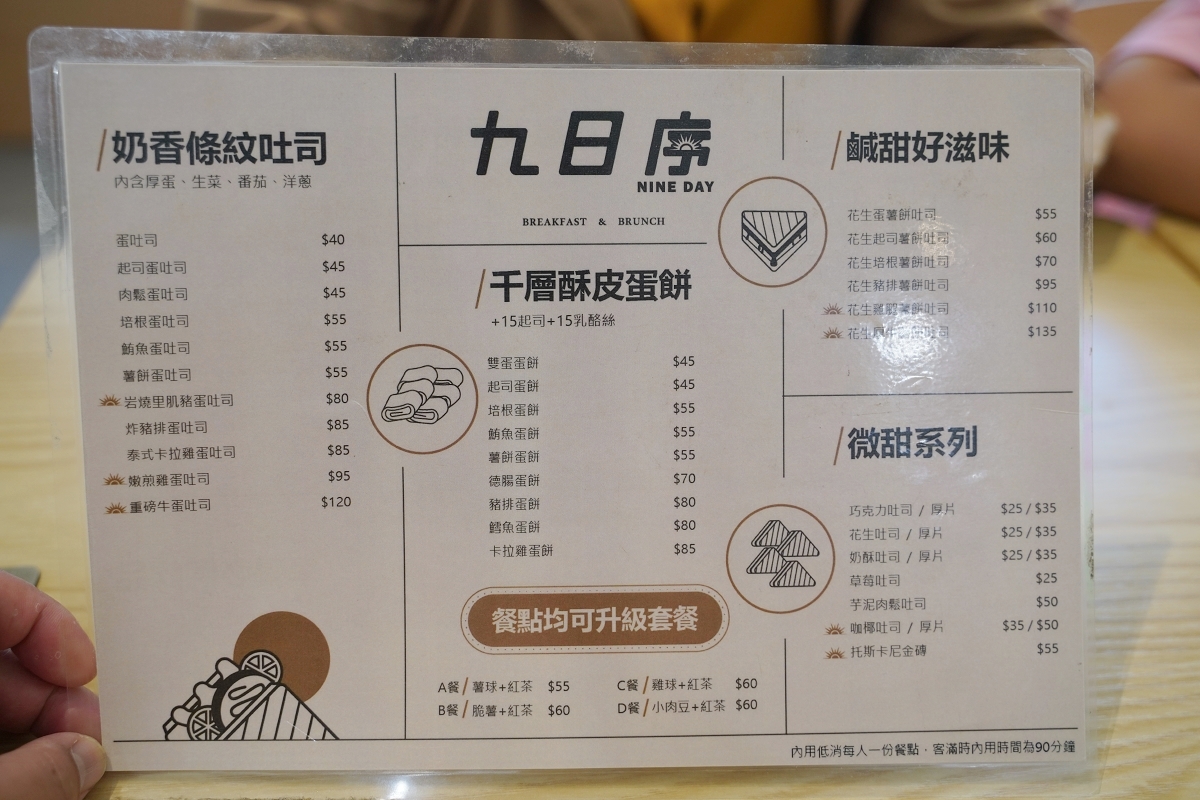 奶香條紋吐司
內含厚蛋、生菜、番茄、洋蔥
蛋吐司 $40
起司蛋吐司 $45
肉鬆蛋吐司 $45
培根蛋吐司 $55
鮪魚蛋吐司 $55
薯餅蛋吐司 $55
岩燒里肌豬蛋吐司 $80
炸豬排蛋吐司 $85
泰式卡拉雞蛋吐司 $85
嫩煎雞蛋吐司 $95
重磅牛蛋吐司 $120
九日序
NINE DAY
BREAKFAST & BRUNCH
千層酥皮蛋餅
+15起司+15乳酪絲
雙蛋蛋餅 $45
起司蛋餅 $45
培根蛋餅 $55
鮪魚蛋餅 $55
薯餅蛋餅 $55
德腸蛋餅 $70
豬排蛋餅 $80
鱈魚蛋餅 $80
卡拉雞蛋餅 $85
餐點均可升級套餐
A餐 / 薯球+紅茶 $55
B餐 / 脆薯+紅茶 $60
C餐 / 雞球+紅茶 $60
D餐 / 小肉豆+紅茶 $60
鹹甜好滋味
花生蛋薯餅吐司 $55
花生起司薯餅吐司 $60
花生培根薯餅吐司 $70
花生豬排薯餅吐司 $95
花生雞腿薯餅吐司 $110
花生 吐司 $135
微甜系列
巧克力吐司 / 厚片 $25 / $35
花生吐司 / 厚片 $25 / $35
奶酥吐司 / 厚片 $25 / $35
草莓吐司 $25
芋泥肉鬆吐司 $50
咖椰吐司 / 厚片 $35 / $50
托斯卡尼金磚 $55
內用低消每人一份餐點．客滿時內用時間為90分鐘